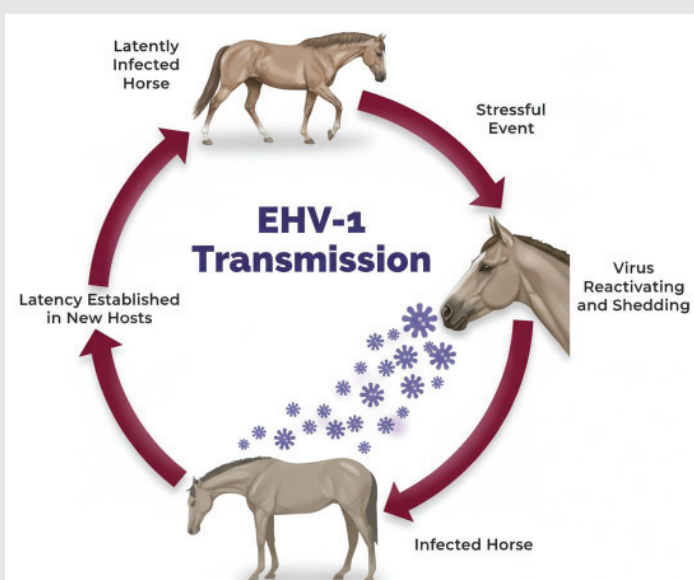 Latently
Infected
Horse
Stressful
Event
EHV-1
Transmission
Virus
Reactivating
and Shedding
Latency Established
in New Hosts
Infected Horse